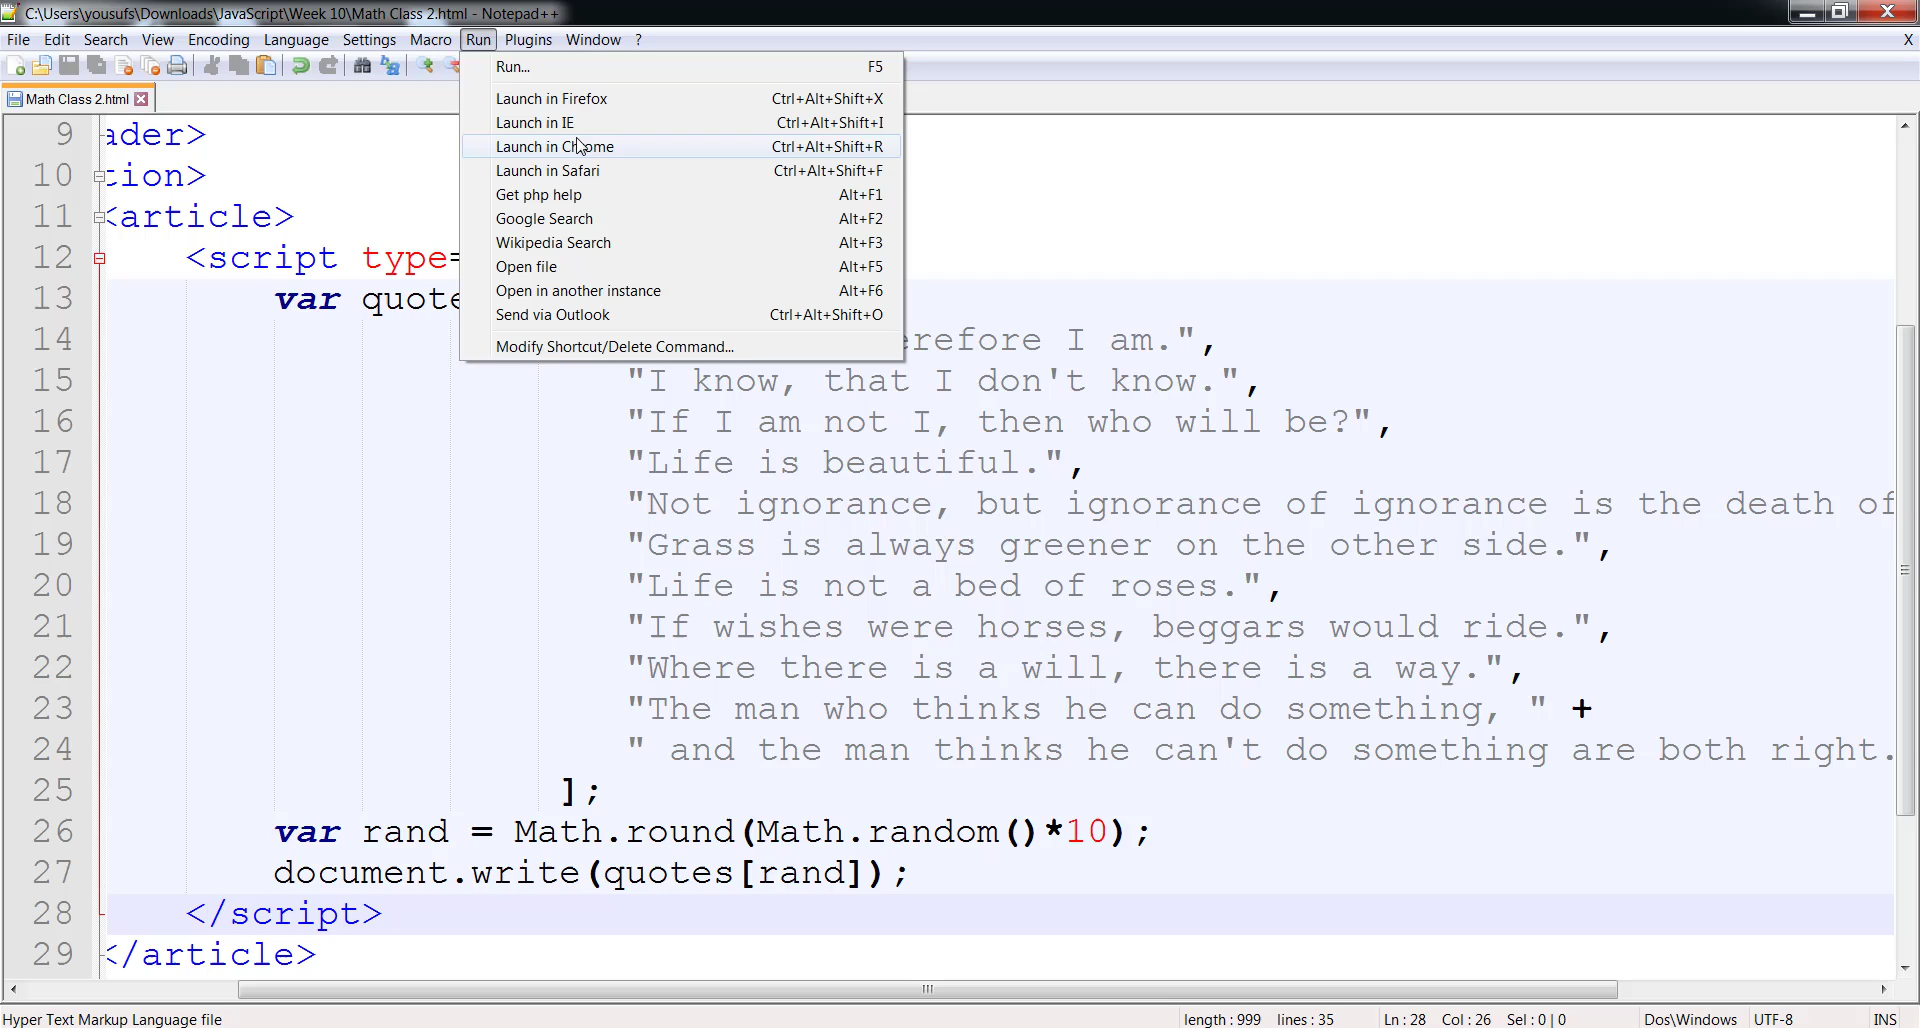 C:\Users\yousufs\Downloads\JavaScript\Week 10\Math Class 2.html - Notepad++
File Edit Search View Encoding Language Settings Macro Run Plugins Window ? X
Math Class 2.html
Run... F5
Launch in Firefox Ctrl+Alt+Shift+X
Launch in IE Ctrl+Alt+Shift+I
Launch in Chrome Ctrl+Alt+Shift+R
Launch in Safari Ctrl+Alt+Shift+F
Get php help Alt+F1
Google Search Alt+F2
Wikipedia Search Alt+F3
Open file Alt+F5
Open in another instance Alt+F6
Send via Outlook Ctrl+Alt+Shift+O
Modify Shortcut/Delete Command...
9 ader>
10 tion>
11 <article>
12 <script type=
13 var quote
14 erefore I am.",
15 "I know, that I don't know.",
16 "If I am not I, then who will be?",
17 "Life is beautiful.",
18 "Not ignorance, but ignorance of ignorance is the death of
19 "Grass is always greener on the other side.",
20 "Life is not a bed of roses.",
21 "If wishes were horses, beggars would ride.",
22 "Where there is a will, there is a way.",
23 "The man who thinks he can do something, " +
24 " and the man thinks he can't do something are both right.
25 ];
26 var rand = Math.round(Math.random()*10);
27 document.write(quotes[rand]);
28 </script>
29 </article>
Hyper Text Markup Language file length : 999 lines : 35 Ln : 28 Col : 26 Sel : 0 | 0 Dos\Windows UTF-8 INS